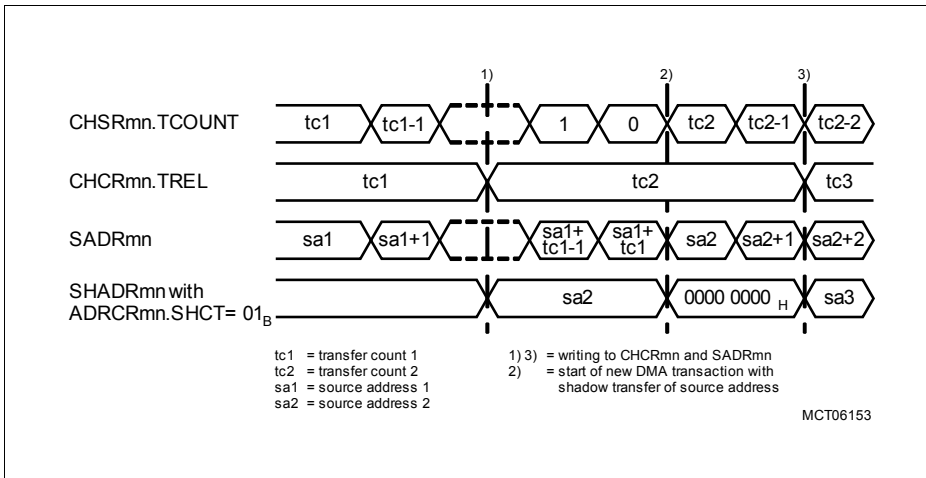 1) 2) 3)
CHSRmn.TCOUNT tc1 tc1-1 1 0 tc2 tc2-1 tc2-2
CHCRmn.TREL tc1 tc2 tc3
SADRmn sa1 sa1+1 sa1+ tc1-1 sa1+ tc1 sa2 sa2+1 sa2+2
SHADRmn with
ADRCRmn.SHCT= 01B sa2 0000 0000 H sa3
tc1 = transfer count 1
tc2 = transfer count 2
sa1 = source address 1
sa2 = source address 2
1) 3) = writing to CHCRmn and SADRmn
2) = start of new DMA transaction with
shadow transfer of source address
MCT06153